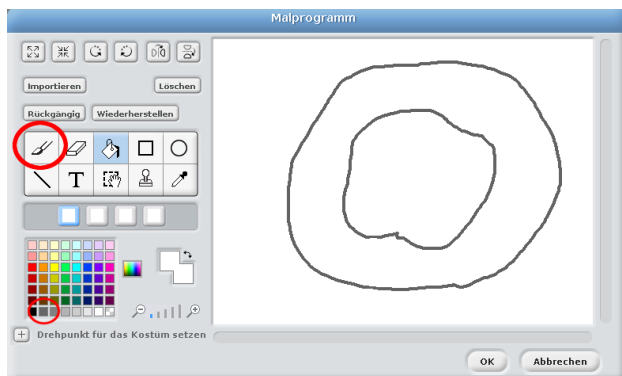 Malprogramm
Importieren
Löschen
Rückgängig
Wiederherstellen
T
Drehpunkt für das Kostüm setzen
OK
Abbrechen